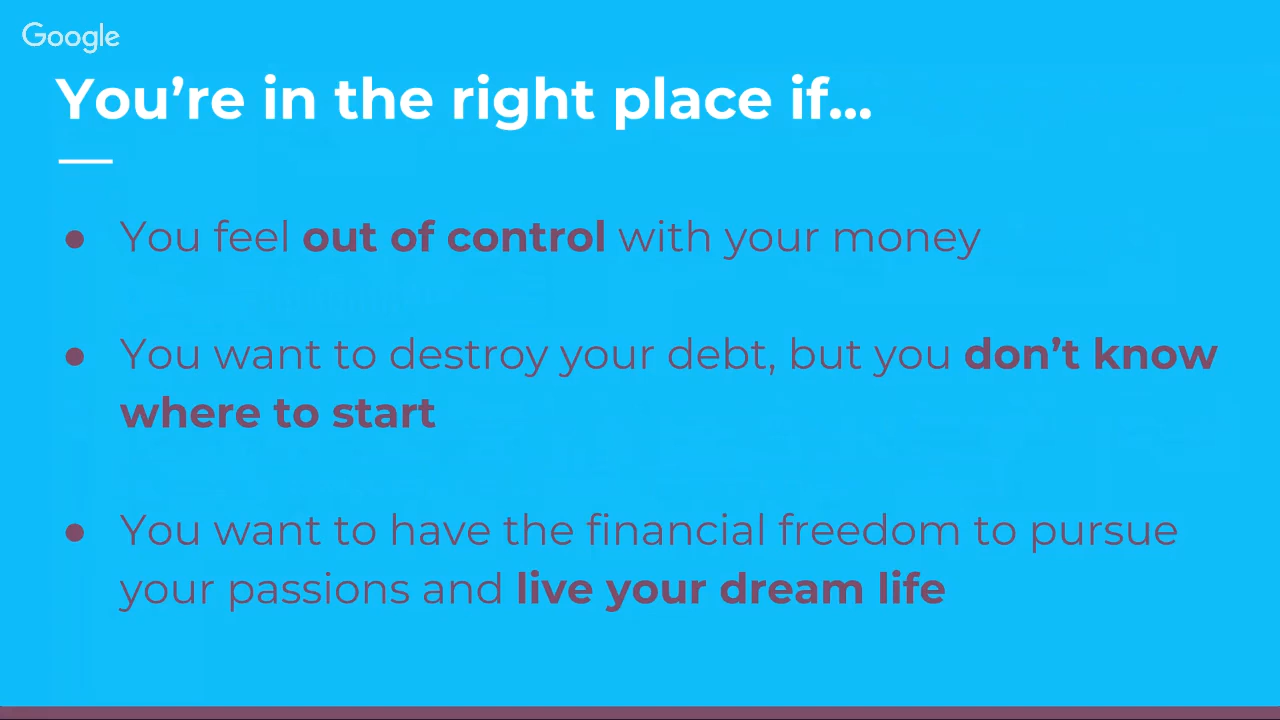 Google
You’re in the right place if...
● You feel out of control with your money
● You want to destroy your debt, but you don’t know
where to start
● You want to have the financial freedom to pursue
your passions and live your dream life